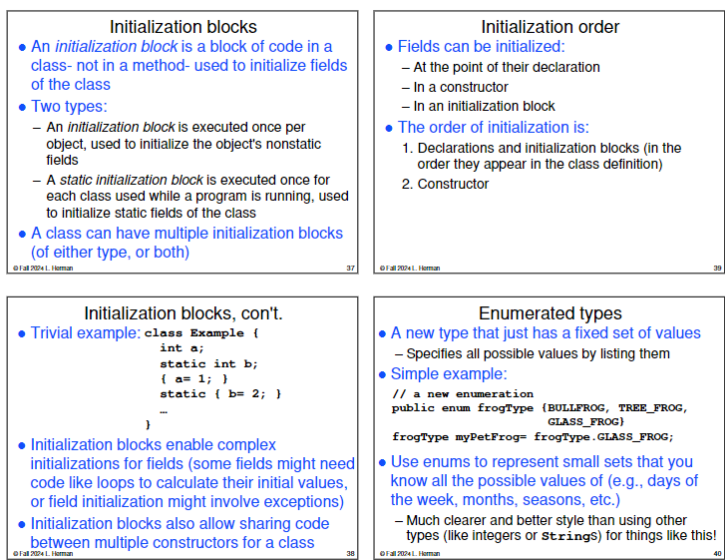 Initialization blocks
● An initialization block is a block of code in a
class- not in a method- used to initialize fields
of the class
● Two types:
– An initialization block is executed once per
object, used to initialize the object's nonstatic
fields
– A static initialization block is executed once for
each class used while a program is running, used
to initialize static fields of the class
● A class can have multiple initialization blocks
(of either type, or both)
© Fall 2024 L. Herman 37
Initialization blocks, con't.
● Trivial example: class Example {
int a;
static int b;
{ a= 1; }
static { b= 2; }
…
}
● Initialization blocks enable complex
initializations for fields (some fields might need
code like loops to calculate their initial values,
or field initialization might involve exceptions)
● Initialization blocks also allow sharing code
between multiple constructors for a class
© Fall 2024 L. Herman 38
Initialization order
● Fields can be initialized:
– At the point of their declaration
– In a constructor
– In an initialization block
● The order of initialization is:
1. Declarations and initialization blocks (in the
order they appear in the class definition)
2. Constructor
© Fall 2024 L. Herman 39
Enumerated types
● A new type that just has a fixed set of values
– Specifies all possible values by listing them
● Simple example:
// a new enumeration
public enum frogType {BULLFROG, TREE_FROG,
GLASS_FROG}
frogType myPetFrog= frogType.GLASS_FROG;
● Use enums to represent small sets that you
know all the possible values of (e.g., days of
the week, months, seasons, etc.)
– Much clearer and better style than using other
types (like integers or Strings) for things like this!
© Fall 2024 L. Herman 40